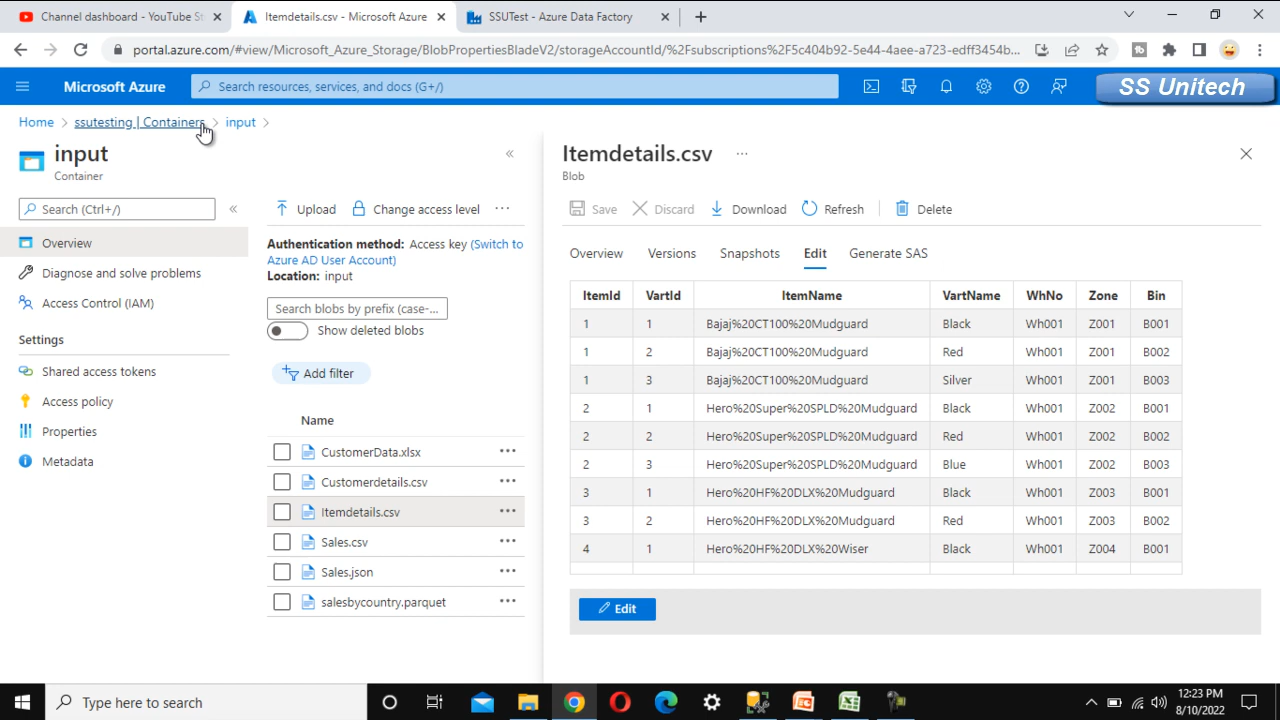 Channel dashboard - YouTube St
Itemdetails.csv - Microsoft Azure
SSUTest - Azure Data Factory
portal.azure.com/#view/Microsoft_Azure_Storage/BlobPropertiesBladeV2/storageAccountId/%2Fsubscriptions%2F5c404b92-5e44-4aee-a723-edff3454b...
Microsoft Azure
Search resources, services, and docs (G+/)
SS Unitech
Home > ssutesting | Containers > input >
input
Container
Search (Ctrl+/)
Overview
Diagnose and solve problems
Access Control (IAM)
Settings
Shared access tokens
Access policy
Properties
Metadata
Upload Change access level ...
Authentication method: Access key (Switch to
Azure AD User Account)
Location: input
Search blobs by prefix (case-...
Show deleted blobs
Add filter
Name
CustomerData.xlsx
Customerdetails.csv
Itemdetails.csv
Sales.csv
Sales.json
salesbycountry.parquet
Itemdetails.csv ...
Blob
Save Discard Download Refresh Delete
Overview Versions Snapshots Edit Generate SAS
ItemId VartId ItemName VartName WhNo Zone Bin
1 1 Bajaj%20CT100%20Mudguard Black Wh001 Z001 B001
1 2 Bajaj%20CT100%20Mudguard Red Wh001 Z001 B002
1 3 Bajaj%20CT100%20Mudguard Silver Wh001 Z001 B003
2 1 Hero%20Super%20SPLD%20Mudguard Black Wh001 Z002 B001
2 2 Hero%20Super%20SPLD%20Mudguard Red Wh001 Z002 B002
2 3 Hero%20Super%20SPLD%20Mudguard Blue Wh001 Z002 B003
3 1 Hero%20HF%20DLX%20Mudguard Black Wh001 Z003 B001
3 2 Hero%20HF%20DLX%20Mudguard Red Wh001 Z003 B002
4 1 Hero%20HF%20DLX%20Wiser Black Wh001 Z004 B001
Edit
Type here to search
12:23 PM
8/10/2022